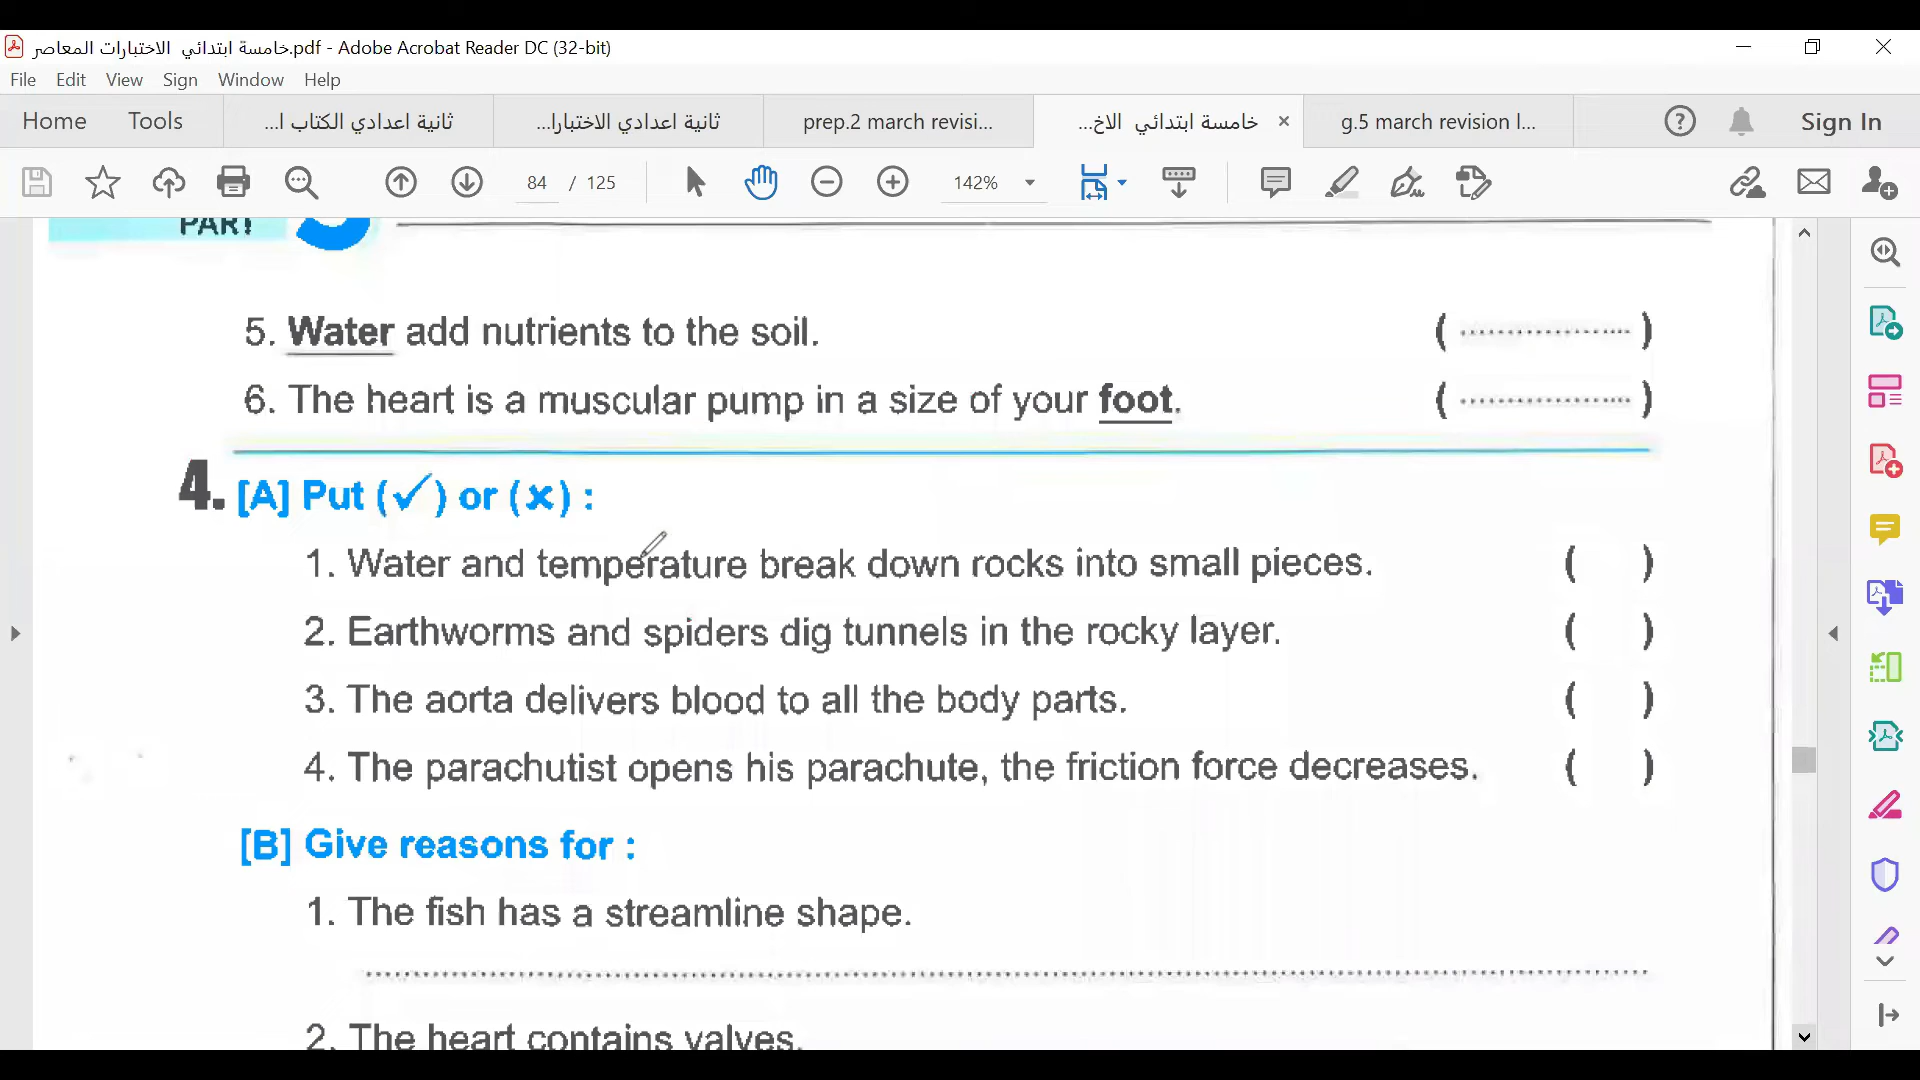 خامسة ابتدائي الاختبارات المعاصر.pdf - Adobe Acrobat Reader DC (32-bit)
File Edit View Sign Window Help
Home Tools ثانية اعدادي الكتاب ا... ثانية اعدادي الاختبارا... prep.2 march revisi... خامسة ابتدائي الاخ... × g.5 march revision l... Sign In
84 / 125 142%
PART
5. Water add nutrients to the soil. ( .................... )
6. The heart is a muscular pump in a size of your foot. ( .................... )
4. [A] Put (✓) or (×) :
1. Water and temperature break down rocks into small pieces. ( )
2. Earthworms and spiders dig tunnels in the rocky layer. ( )
3. The aorta delivers blood to all the body parts. ( )
4. The parachutist opens his parachute, the friction force decreases. ( )
[B] Give reasons for :
1. The fish has a streamline shape.
2. The heart contains valves.